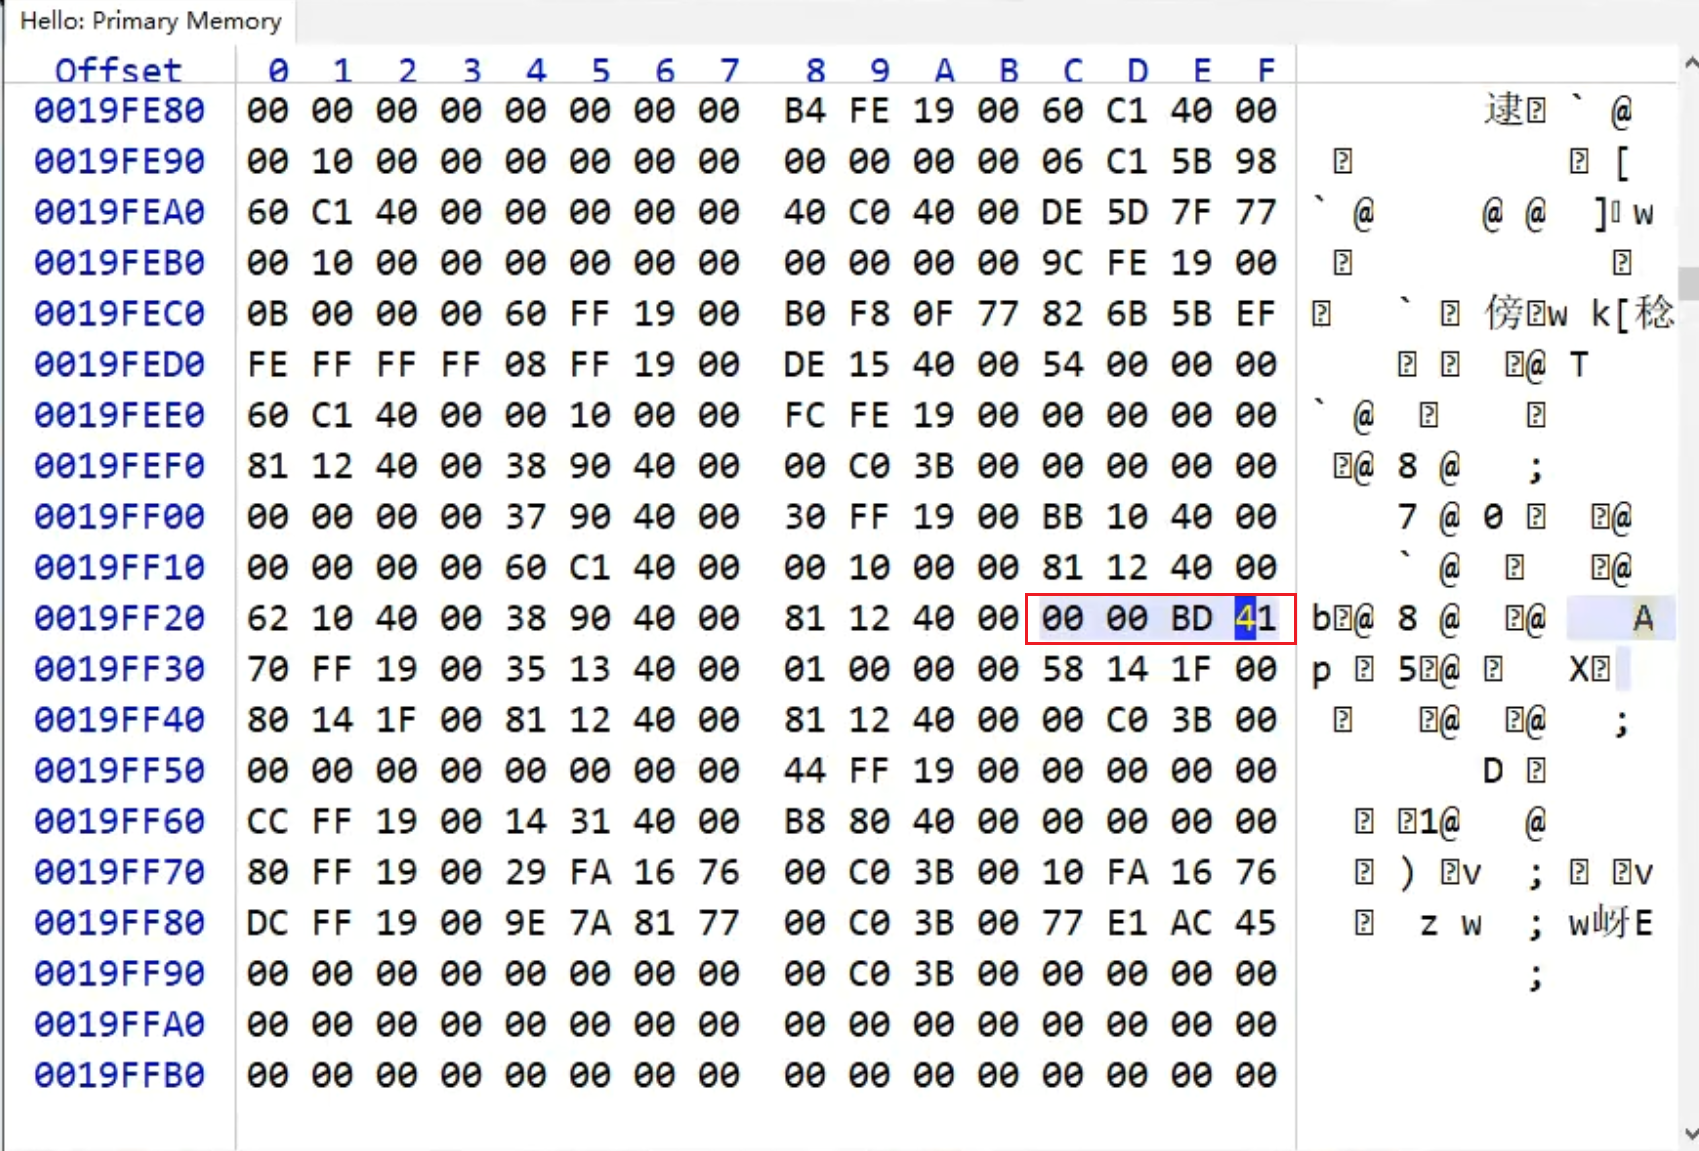 Hello: Primary Memory
Offset 0 1 2 3 4 5 6 7 8 9 A B C D E F
0019FE80 00 00 00 00 00 00 00 00 B4 FE 19 00 60 C1 40 00 逮 ` @
0019FE90 00 10 00 00 00 00 00 00 00 00 00 00 06 C1 5B 98 [
0019FEA0 60 C1 40 00 00 00 00 00 40 C0 40 00 DE 5D 7F 77 ` @ @ @ ] w
0019FEB0 00 10 00 00 00 00 00 00 00 00 00 00 9C FE 19 00
0019FEC0 0B 00 00 00 60 FF 19 00 B0 F8 0F 77 82 6B 5B EF ` 傍 w k[稔
0019FED0 FE FF FF FF 08 FF 19 00 DE 15 40 00 54 00 00 00 @ T
0019FEE0 60 C1 40 00 00 10 00 00 FC FE 19 00 00 00 00 00 ` @
0019FEF0 81 12 40 00 38 90 40 00 00 C0 3B 00 00 00 00 00 @ 8 @ ;
0019FF00 00 00 00 00 37 90 40 00 30 FF 19 00 BB 10 40 00 7 @ 0 @
0019FF10 00 00 00 00 60 C1 40 00 00 10 00 00 81 12 40 00 ` @ @
0019FF20 62 10 40 00 38 90 40 00 81 12 40 00 00 00 BD 41 b @ 8 @ @ A
0019FF30 70 FF 19 00 35 13 40 00 01 00 00 00 58 14 1F 00 p 5 @ X
0019FF40 80 14 1F 00 81 12 40 00 81 12 40 00 00 C0 3B 00 @ @ ;
0019FF50 00 00 00 00 00 00 00 00 44 FF 19 00 00 00 00 00 D
0019FF60 CC FF 19 00 14 31 40 00 B8 80 40 00 00 00 00 00 1@ @
0019FF70 80 FF 19 00 29 FA 16 76 00 C0 3B 00 10 FA 16 76 ) v ; v
0019FF80 DC FF 19 00 9E 7A 81 77 00 C0 3B 00 77 E1 AC 45 z w ; w岈E
0019FF90 00 00 00 00 00 00 00 00 00 C0 3B 00 00 00 00 00 ;
0019FFA0 00 00 00 00 00 00 00 00 00 00 00 00 00 00 00 00
0019FFB0 00 00 00 00 00 00 00 00 00 00 00 00 00 00 00 00